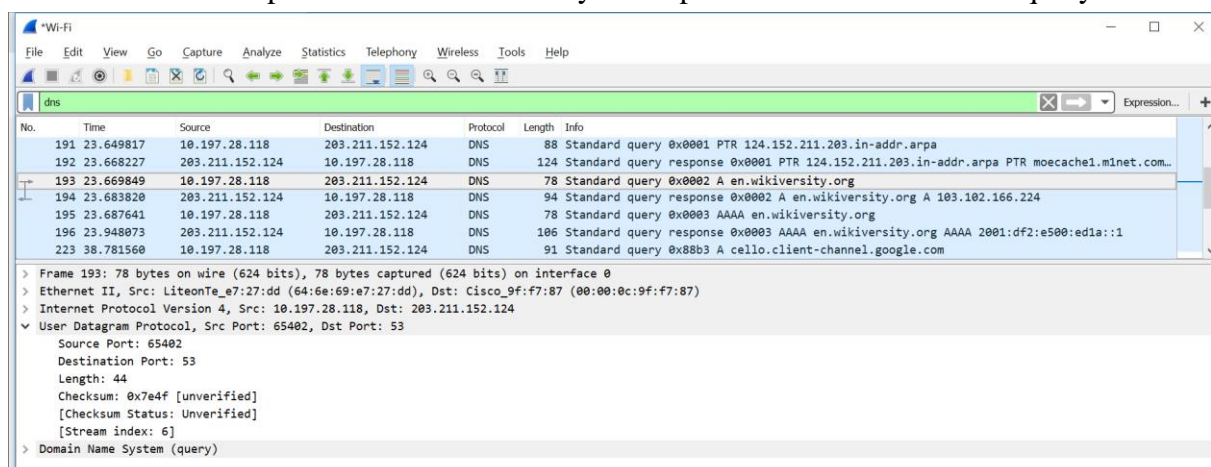 *Wi-Fi
File Edit View Go Capture Analyze Statistics Telephony Wireless Tools Help
dns
Expression... +
No. Time Source Destination Protocol Length Info
191 23.649817 10.197.28.118 203.211.152.124 DNS 88 Standard query 0x0001 PTR 124.152.211.203.in-addr.arpa
192 23.668227 203.211.152.124 10.197.28.118 DNS 124 Standard query response 0x0001 PTR 124.152.211.203.in-addr.arpa PTR moecache1.m1net.com…
193 23.669849 10.197.28.118 203.211.152.124 DNS 78 Standard query 0x0002 A en.wikiversity.org
194 23.683820 203.211.152.124 10.197.28.118 DNS 94 Standard query response 0x0002 A en.wikiversity.org A 103.102.166.224
195 23.687641 10.197.28.118 203.211.152.124 DNS 78 Standard query 0x0003 AAAA en.wikiversity.org
196 23.948073 203.211.152.124 10.197.28.118 DNS 106 Standard query response 0x0003 AAAA en.wikiversity.org AAAA 2001:df2:e500:ed1a::1
223 38.781560 10.197.28.118 203.211.152.124 DNS 91 Standard query 0x88b3 A cello.client-channel.google.com
> Frame 193: 78 bytes on wire (624 bits), 78 bytes captured (624 bits) on interface 0
> Ethernet II, Src: LiteonTe_e7:27:dd (64:6e:69:e7:27:dd), Dst: Cisco_9f:f7:87 (00:00:0c:9f:f7:87)
> Internet Protocol Version 4, Src: 10.197.28.118, Dst: 203.211.152.124
User Datagram Protocol, Src Port: 65402, Dst Port: 53
Source Port: 65402
Destination Port: 53
Length: 44
Checksum: 0x7e4f [unverified]
[Checksum Status: Unverified]
[Stream index: 6]
> Domain Name System (query)